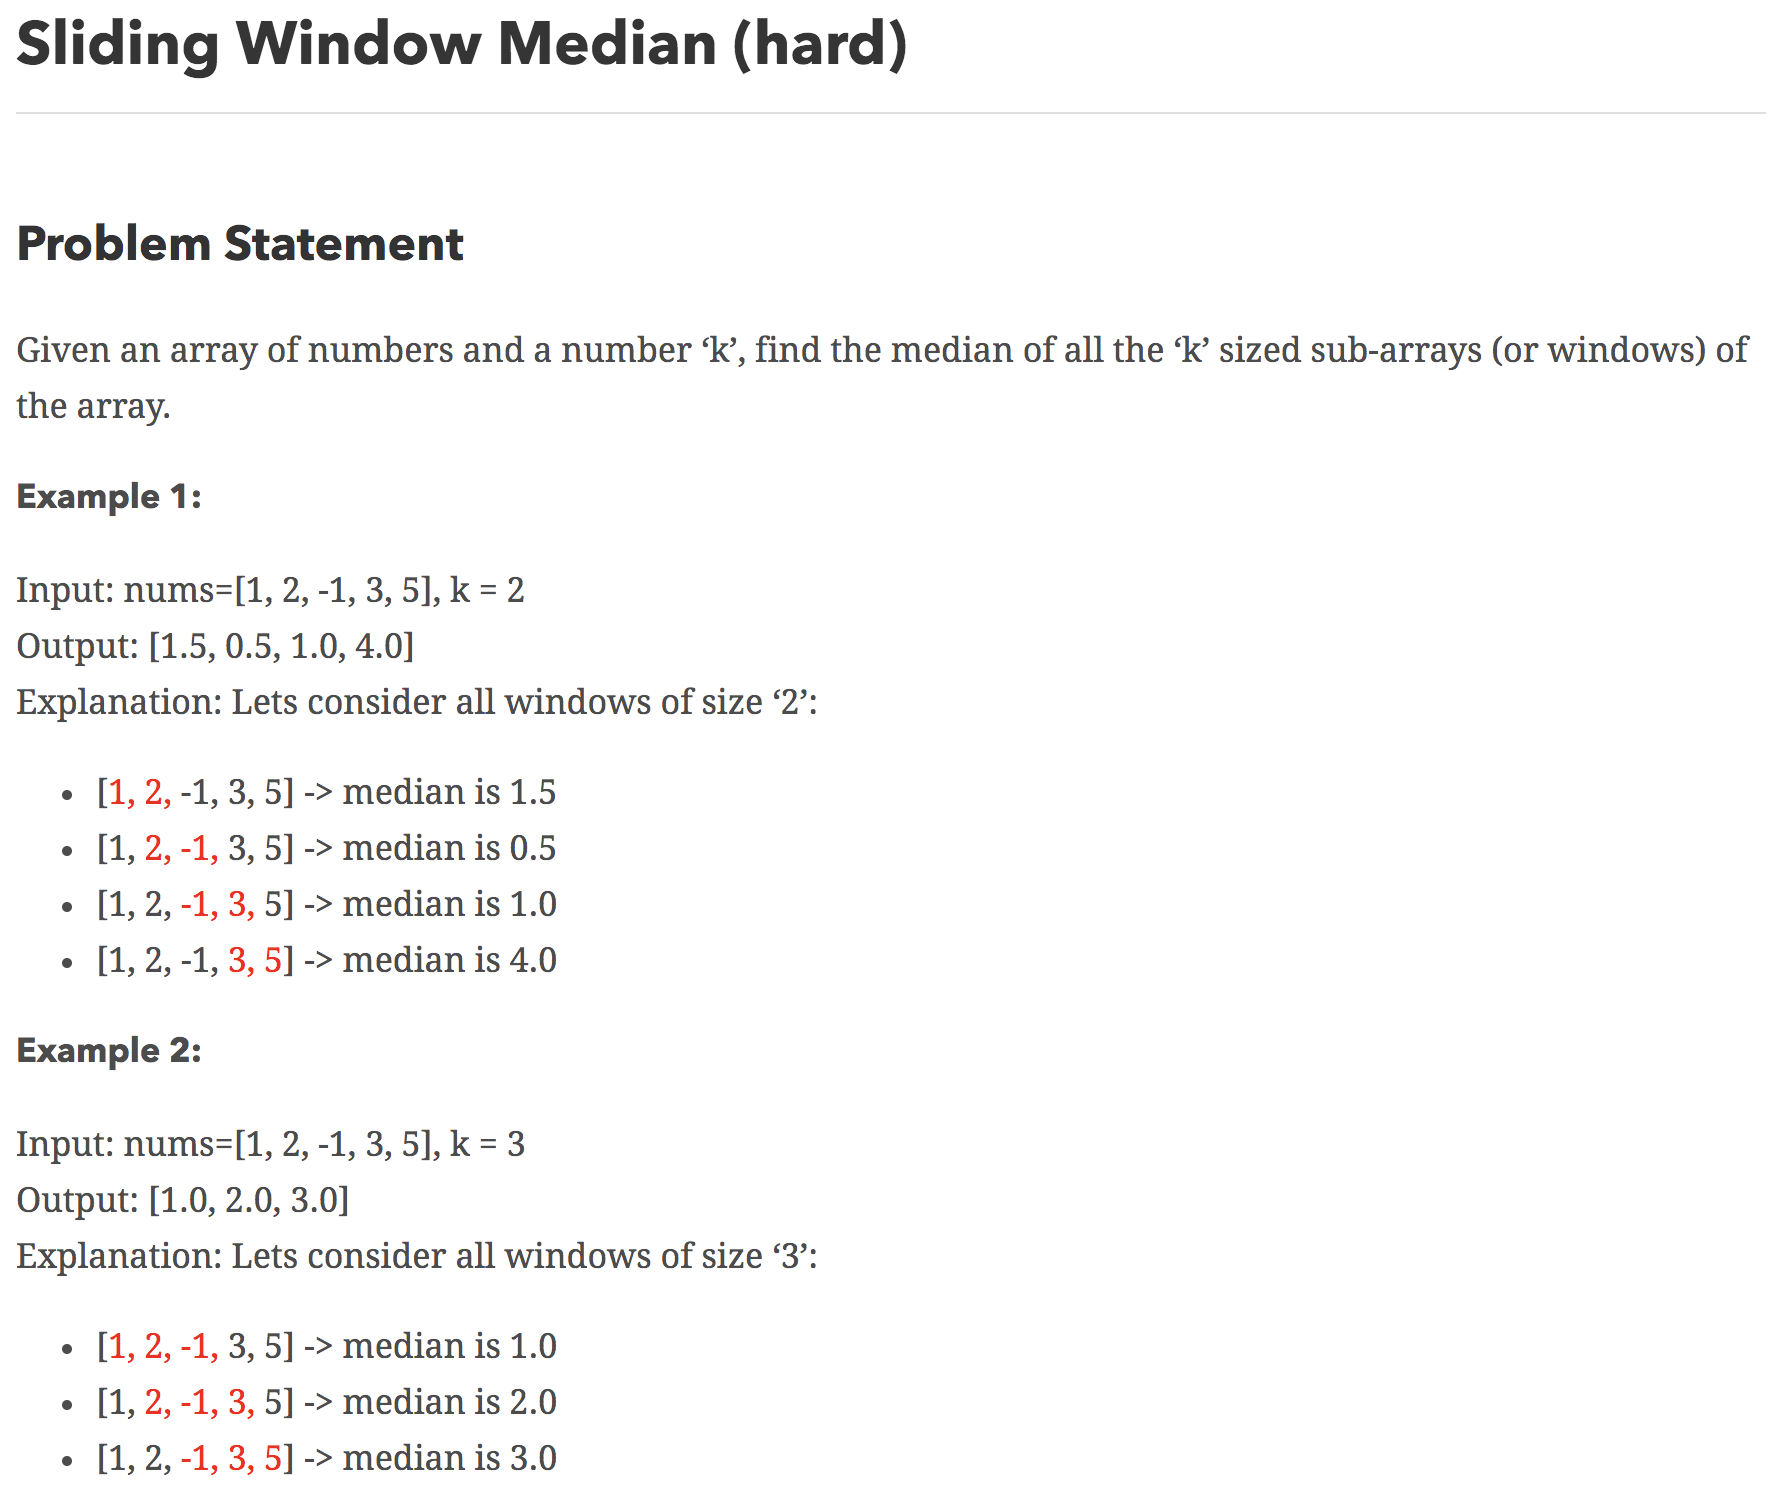 Sliding Window Median (hard)
Problem Statement
Given an array of numbers and a number ‘k’, find the median of all the ‘k’ sized sub-arrays (or windows) of
the array.
Example 1:
Input: nums=[1, 2, -1, 3, 5], k = 2
Output: [1.5, 0.5, 1.0, 4.0]
Explanation: Lets consider all windows of size ‘2’:
• [1, 2, -1, 3, 5] -> median is 1.5
• [1, 2, -1, 3, 5] -> median is 0.5
• [1, 2, -1, 3, 5] -> median is 1.0
• [1, 2, -1, 3, 5] -> median is 4.0
Example 2:
Input: nums=[1, 2, -1, 3, 5], k = 3
Output: [1.0, 2.0, 3.0]
Explanation: Lets consider all windows of size ‘3’:
• [1, 2, -1, 3, 5] -> median is 1.0
• [1, 2, -1, 3, 5] -> median is 2.0
• [1, 2, -1, 3, 5] -> median is 3.0